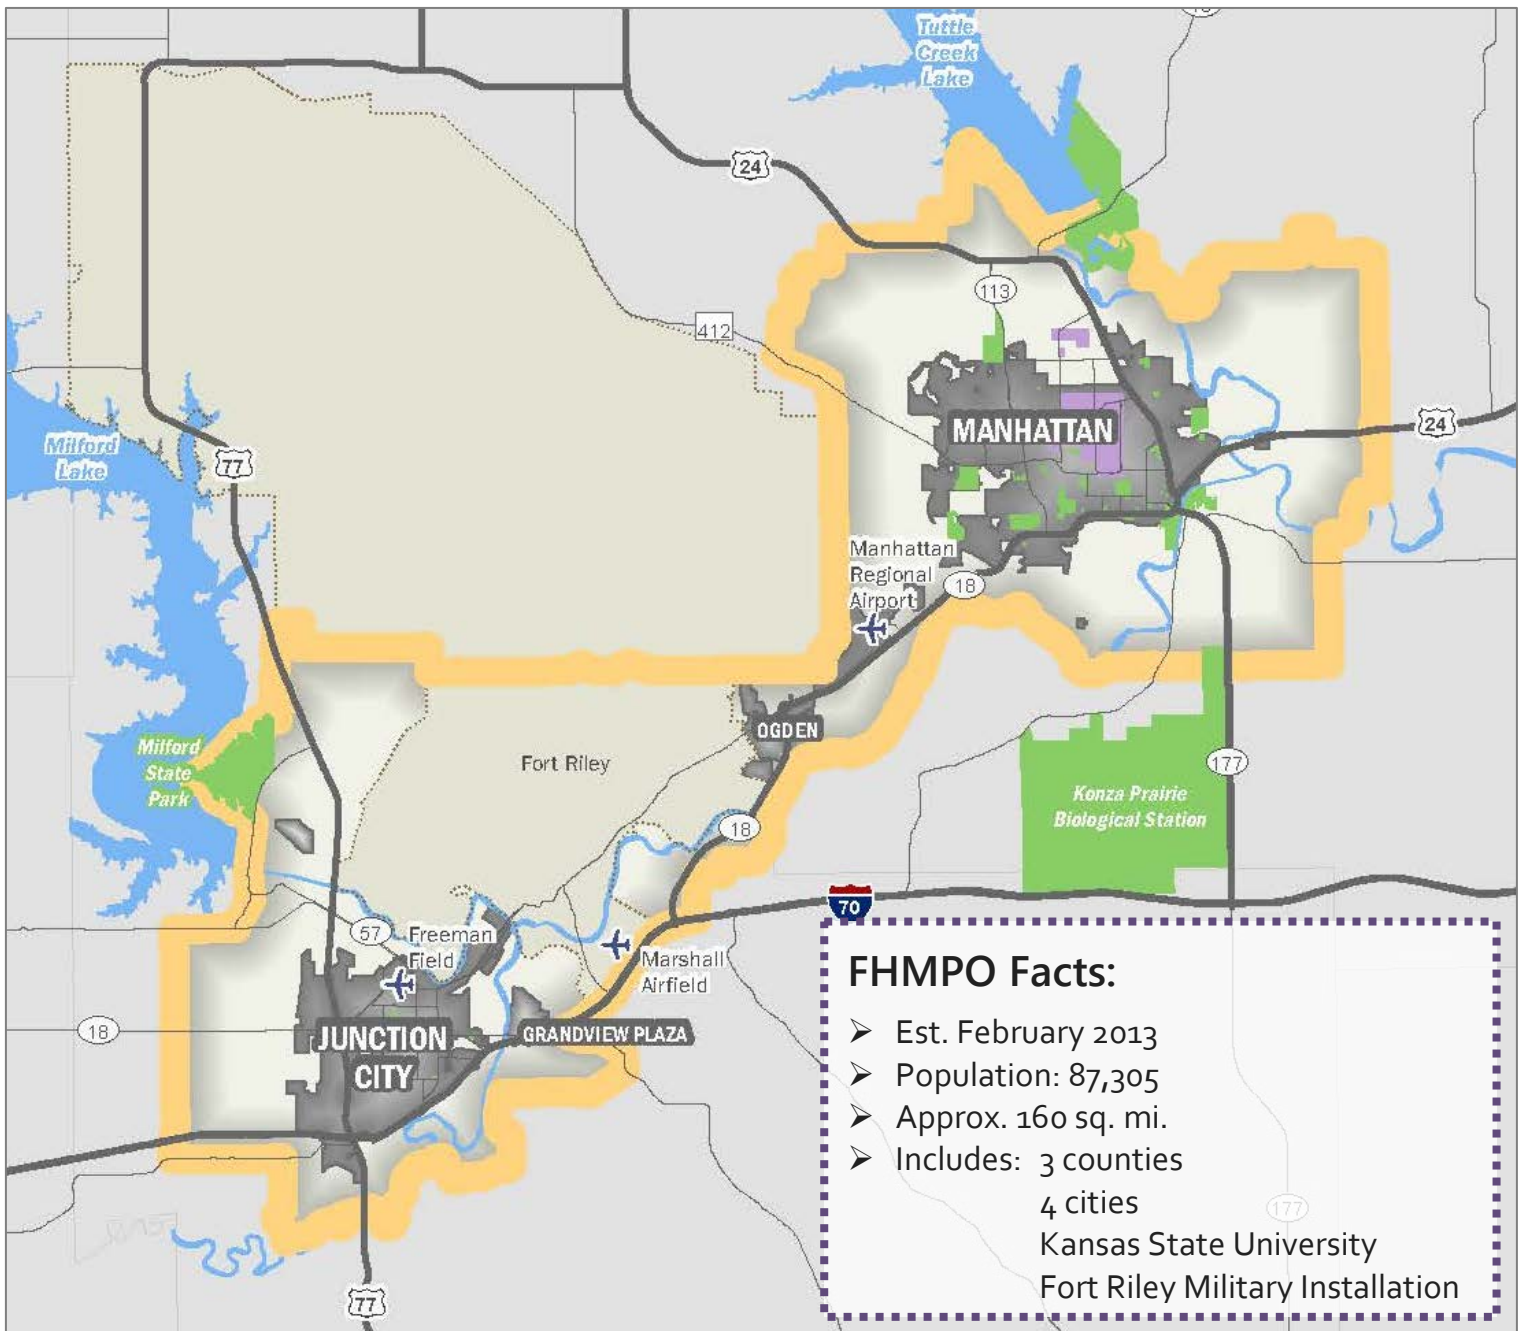 Tuttle
Creek
Lake
24
113
412
MANHATTAN
24
Milford
Lake
77
Manhattan
Regional
Airport
18
OGDEN
Fort Riley
Milford
State
Park
177
Konza Prairie
Biological Station
18
70
57
Freeman
Field
Marshall
Airfield
18
JUNCTION
CITY
GRANDVIEW PLAZA
77
FHMPO Facts:
➢ Est. February 2013
➢ Population: 87,305
➢ Approx. 160 sq. mi.
➢ Includes: 3 counties
4 cities
Kansas State University
Fort Riley Military Installation
177